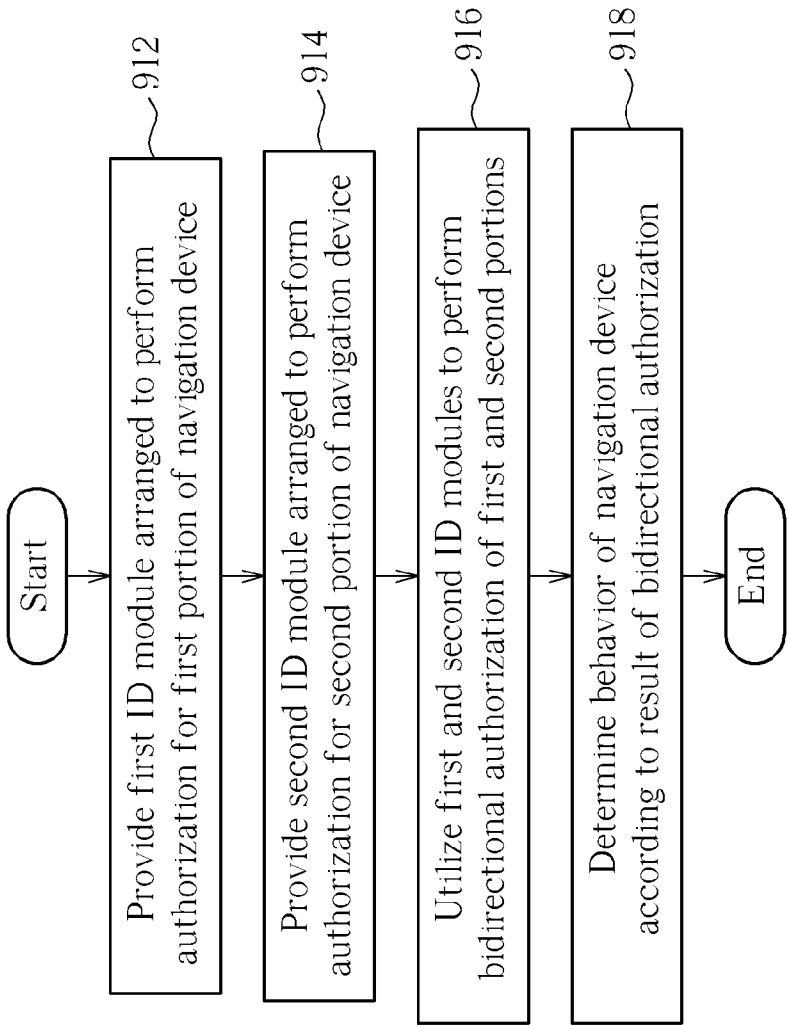 Start
Provide first ID module arranged to perform
authorization for first portion of navigation device
912
Provide second ID module arranged to perform
authorization for second portion of navigation device
914
Utilize first and second ID modules to perform
bidirectional authorization of first and second portions
916
Determine behavior of navigation device
according to result of bidirectional authorization
918
End